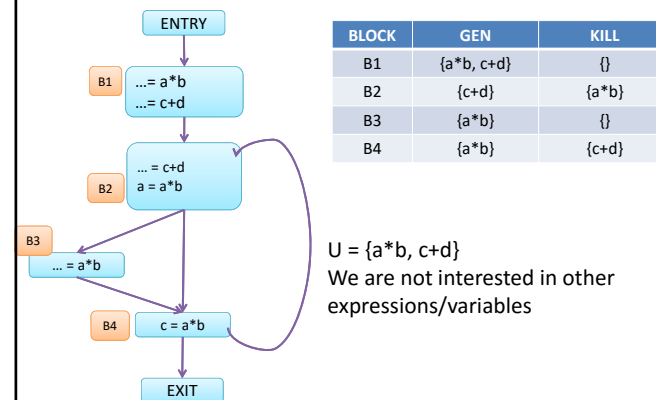 ENTRY
B1
...= a*b
...= c+d
B2
... = c+d
a = a*b
B3
... = a*b
B4
c = a*b
EXIT
BLOCK GEN KILL
B1 {a*b, c+d} {}
B2 {c+d} {a*b}
B3 {a*b} {}
B4 {a*b} {c+d}
U = {a*b, c+d}
We are not interested in other
expressions/variables